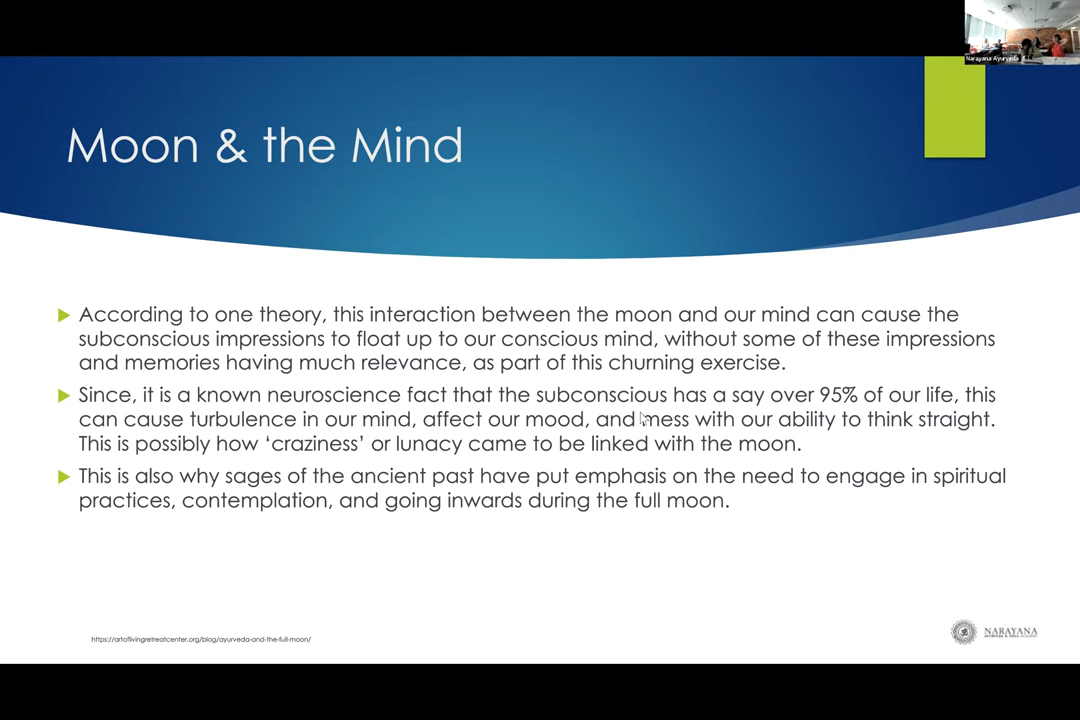 Narayana Ayurveda
Moon & the Mind
According to one theory, this interaction between the moon and our mind can cause the
subconscious impressions to float up to our conscious mind, without some of these impressions
and memories having much relevance, as part of this churning exercise.
Since, it is a known neuroscience fact that the subconscious has a say over 95% of our life, this
can cause turbulence in our mind, affect our mood, and mess with our ability to think straight.
This is possibly how ‘craziness’ or lunacy came to be linked with the moon.
This is also why sages of the ancient past have put emphasis on the need to engage in spiritual
practices, contemplation, and going inwards during the full moon.
https://artoflivingretreatcenter.org/blog/ayurveda-and-the-full-moon/
NARAYANA
AYURVEDA & YOGA ACADEMY